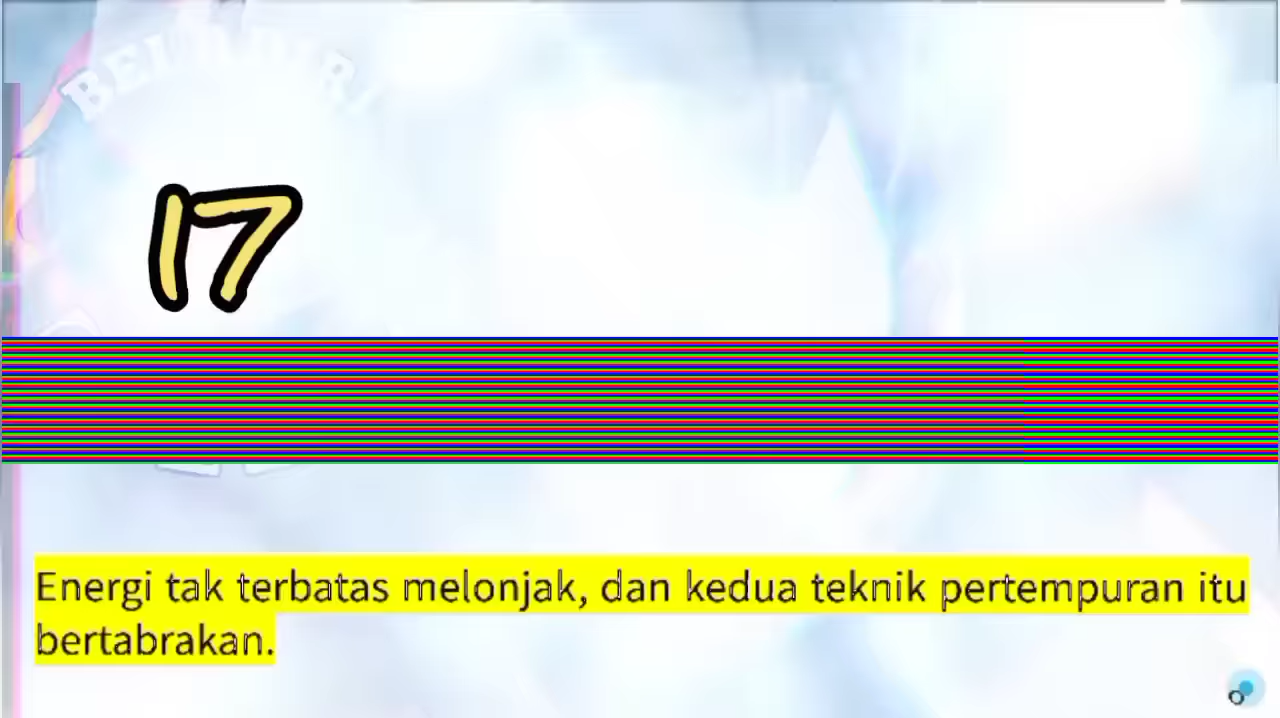 17
Energi tak terbatas melonjak, dan kedua teknik pertempuran itu
bertabrakan.